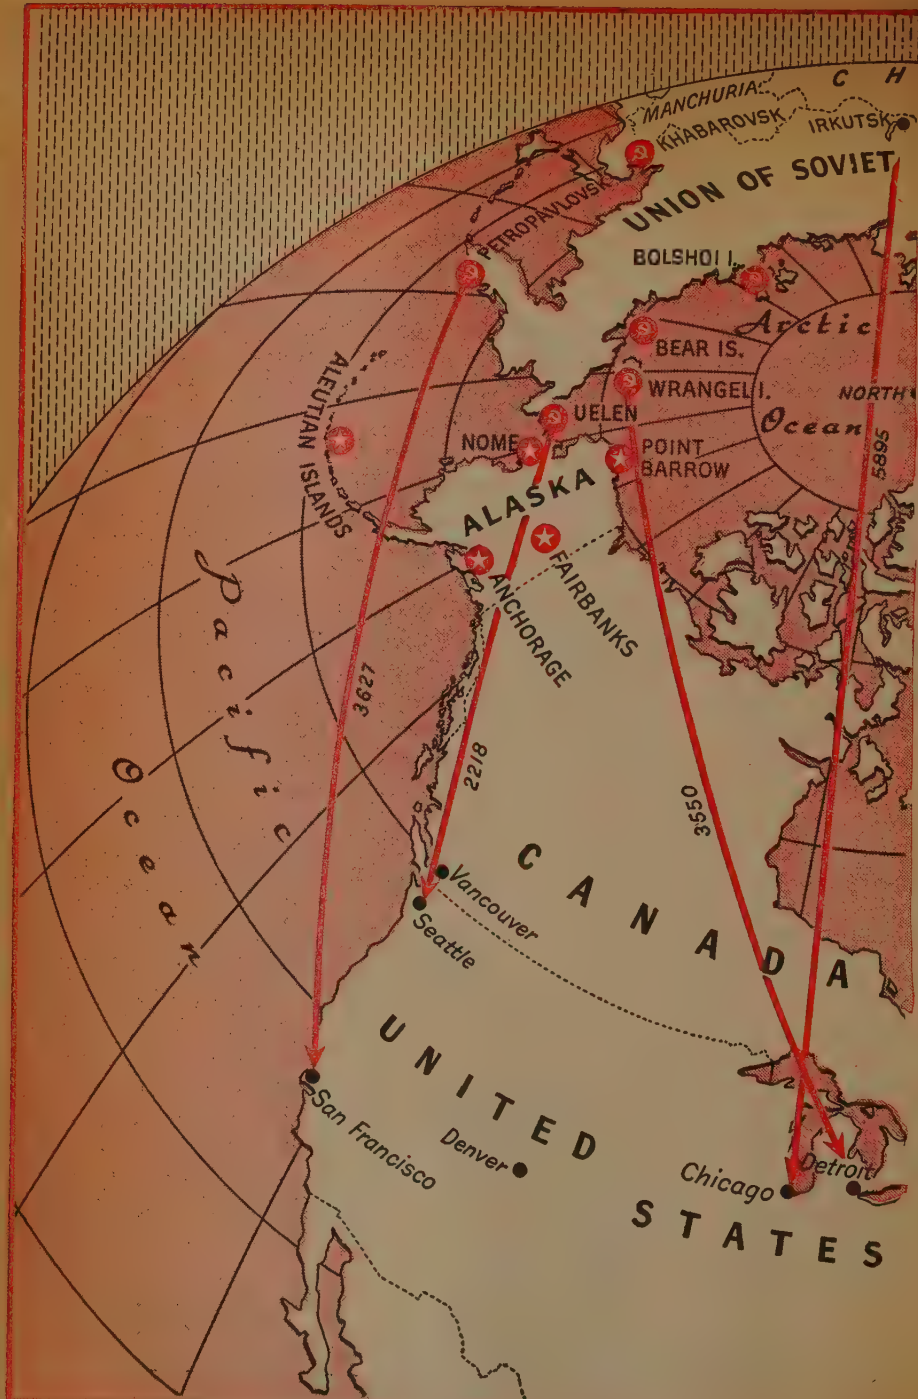 C H
MANCHURIA
KHABAROVSK
IRKUTSK
UNION OF SOVIET
PETROPAVLOVSK
BOLSHOI I.
Arctic
Ocean
BEAR IS.
WRANGEL I.
NORTH
UELEN
NOME
POINT
BARROW
5895
ALEUTIAN ISLANDS
ALASKA
FAIRBANKS
ANCHORAGE
Pacific
Ocean
3627
2218
3550
CANADA
Vancouver
Seattle
UNITED
STATES
San Francisco
Denver
Chicago
Detroit